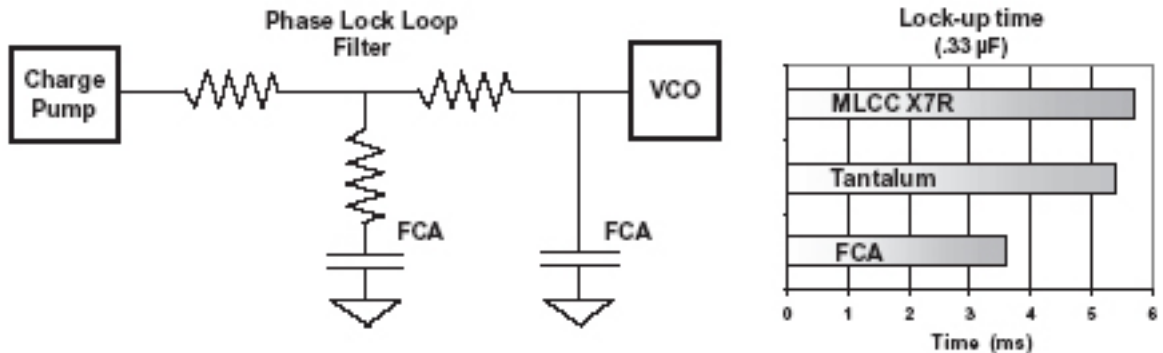 Phase Lock Loop
Filter
Charge
Pump
VCO
FCA
FCA
Lock-up time
(.33 µF)
MLCC X7R
Tantalum
FCA
0 1 2 3 4 5 6
Time (ms)